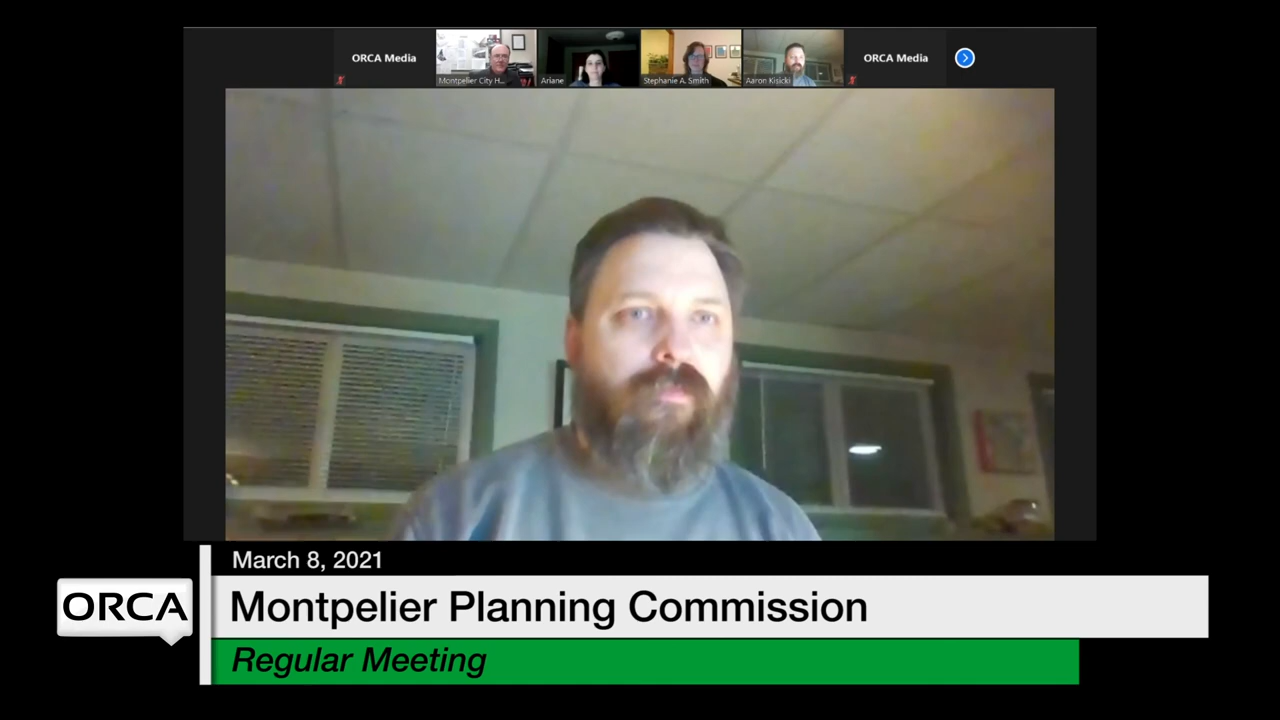 ORCA Media
Montpelier City H...
Ariane
Stephanie A. Smith
Aaron Kisicki
ORCA Media
March 8, 2021
ORCA
Montpelier Planning Commission
Regular Meeting